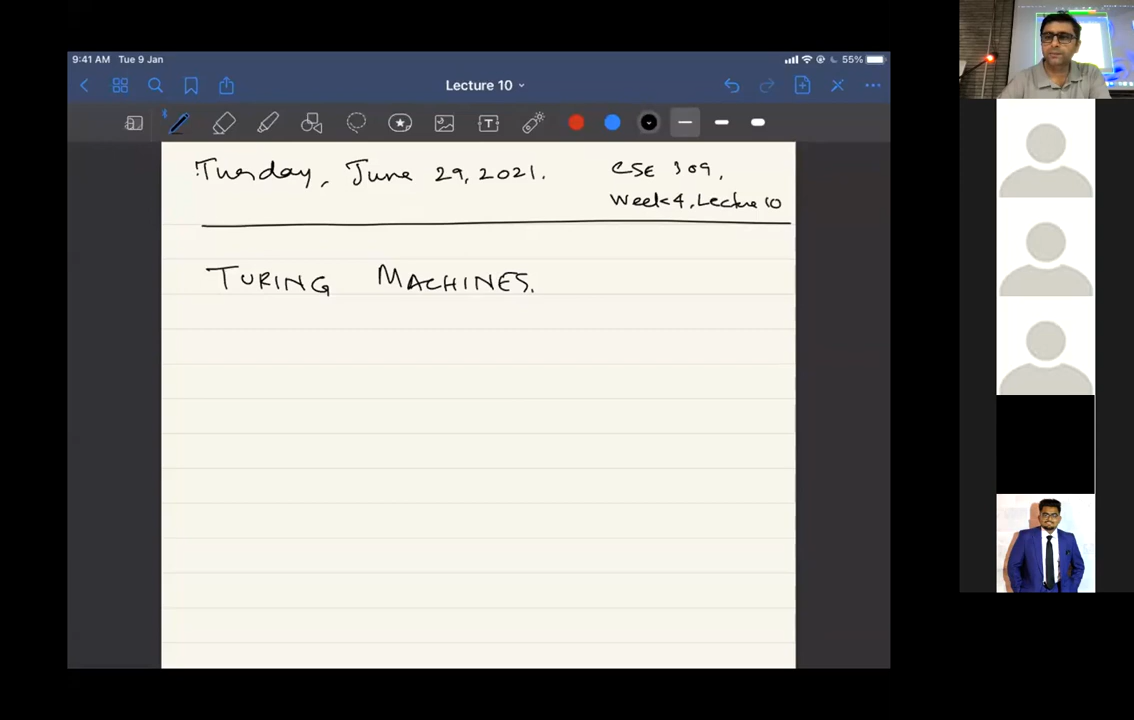 9:41 AM Tue 9 Jan
55%
Lecture 10
T
Tuesday, June 29, 2021.
CSE 309,
Week 4, Lecture 10
TURING MACHINES.